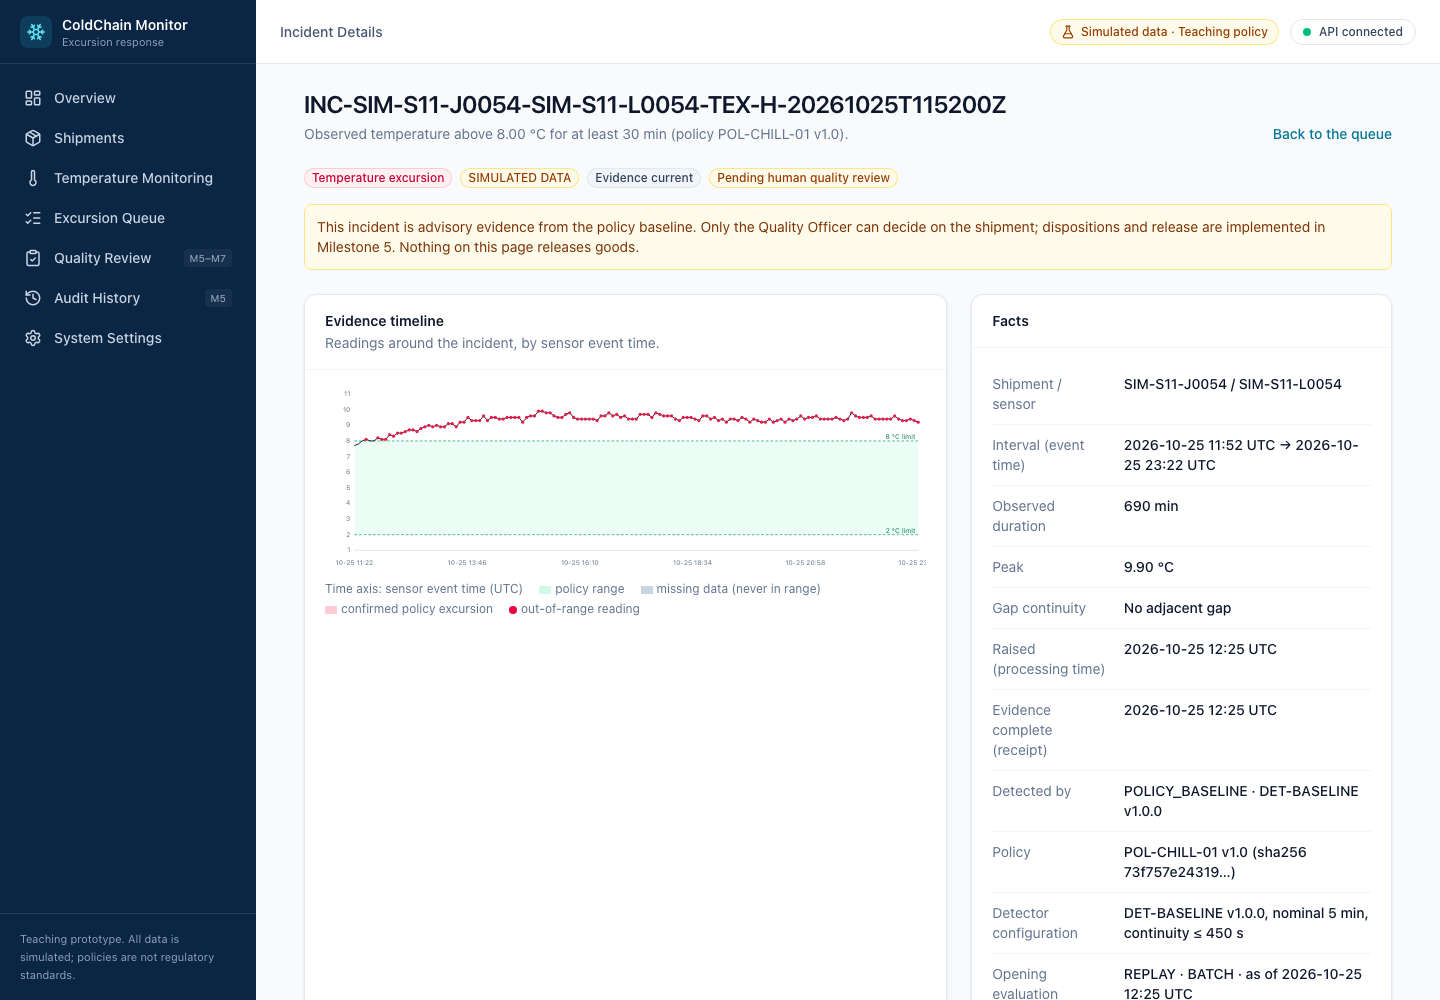 ColdChain Monitor
Excursion response
Overview
Shipments
Temperature Monitoring
Excursion Queue
Quality Review M5–M7
Audit History M5
System Settings
Teaching prototype. All data is
simulated; policies are not regulatory
standards.
Incident Details
Simulated data · Teaching policy
API connected
INC-SIM-S11-J0054-SIM-S11-L0054-TEX-H-20261025T115200Z
Observed temperature above 8.00 °C for at least 30 min (policy POL-CHILL-01 v1.0).
Back to the queue
Temperature excursion
SIMULATED DATA
Evidence current
Pending human quality review
This incident is advisory evidence from the policy baseline. Only the Quality Officer can decide on the shipment; dispositions and release are implemented in
Milestone 5. Nothing on this page releases goods.
Evidence timeline
Readings around the incident, by sensor event time.
11
10
9
8
7
6
5
4
3
2
1
8 °C limit
2 °C limit
10-25 11:22 10-25 13:46 10-25 16:10 10-25 18:34 10-25 20:58 10-25 23
Time axis: sensor event time (UTC) policy range missing data (never in range)
confirmed policy excursion out-of-range reading
Facts
Shipment /
sensor
SIM-S11-J0054 / SIM-S11-L0054
Interval (event
time)
2026-10-25 11:52 UTC → 2026-10-
25 23:22 UTC
Observed
duration
690 min
Peak
9.90 °C
Gap continuity
No adjacent gap
Raised
(processing time)
2026-10-25 12:25 UTC
Evidence
complete
(receipt)
2026-10-25 12:25 UTC
Detected by
POLICY_BASELINE · DET-BASELINE
v1.0.0
Policy
POL-CHILL-01 v1.0 (sha256
73f757e24319…)
Detector
configuration
DET-BASELINE v1.0.0, nominal 5 min,
continuity ≤ 450 s
Opening
evaluation
REPLAY · BATCH · as of 2026-10-25
12:25 UTC